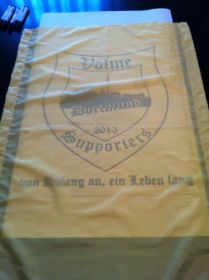 Volme
Dortmund
2013
Supporters
von Anfang an, ein Leben lang